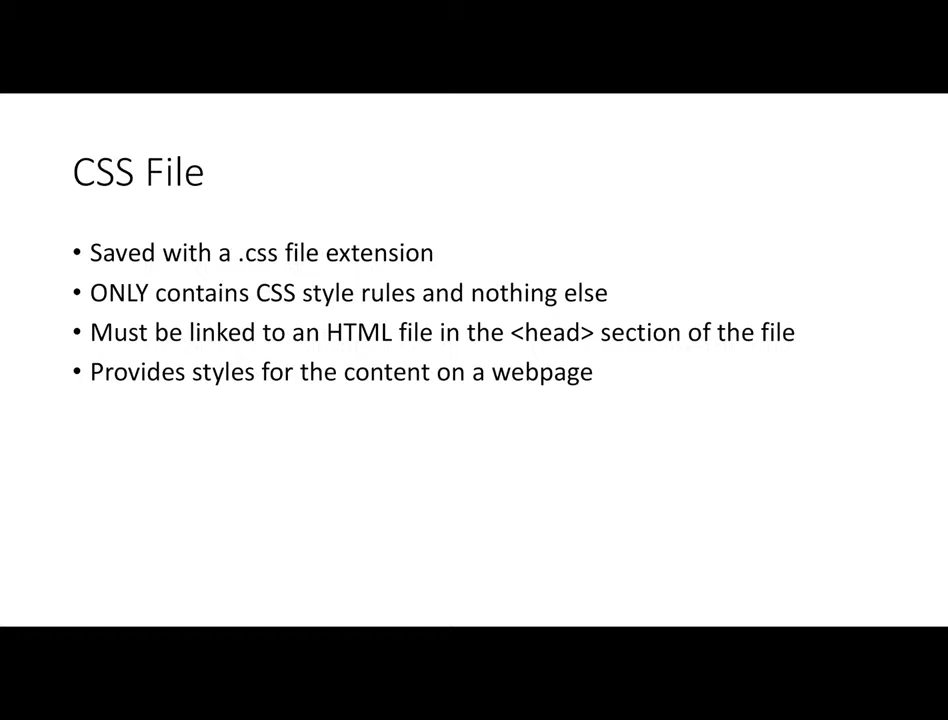 CSS File
• Saved with a .css file extension
• ONLY contains CSS style rules and nothing else
• Must be linked to an HTML file in the <head> section of the file
• Provides styles for the content on a webpage